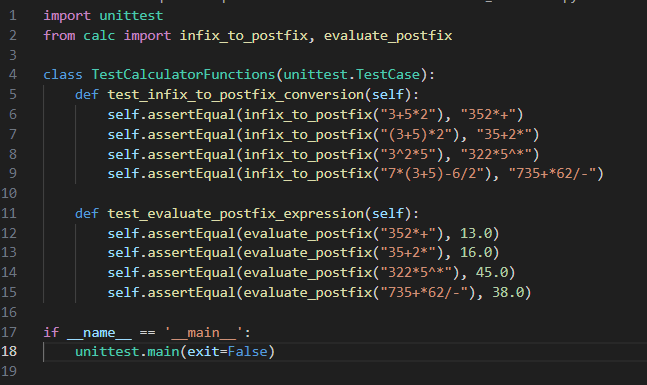 1 import unittest
2 from calc import infix_to_postfix, evaluate_postfix
3
4 class TestCalculatorFunctions(unittest.TestCase):
5     def test_infix_to_postfix_conversion(self):
6         self.assertEqual(infix_to_postfix("3+5*2"), "352*+")
7         self.assertEqual(infix_to_postfix("(3+5)*2"), "35+2*")
8         self.assertEqual(infix_to_postfix("3^2*5"), "322*5^*")
9         self.assertEqual(infix_to_postfix("7*(3+5)-6/2"), "735+*62/-")
10
11     def test_evaluate_postfix_expression(self):
12         self.assertEqual(evaluate_postfix("352*+"), 13.0)
13         self.assertEqual(evaluate_postfix("35+2*"), 16.0)
14         self.assertEqual(evaluate_postfix("322*5^*"), 45.0)
15         self.assertEqual(evaluate_postfix("735+*62/-"), 38.0)
16
17 if __name__ == '__main__':
18     unittest.main(exit=False)
19